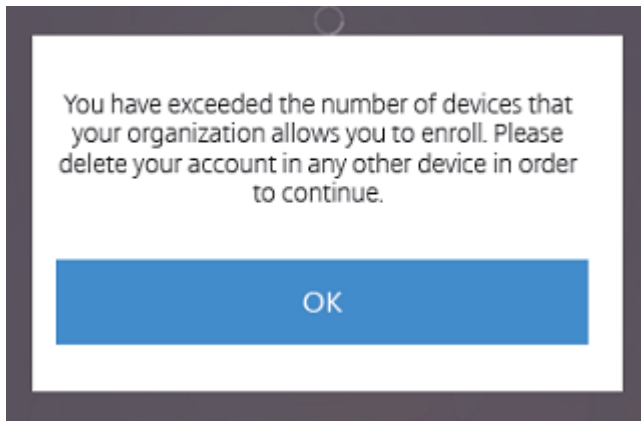 You have exceeded the number of devices that
your organization allows you to enroll. Please
delete your account in any other device in order
to continue.
OK